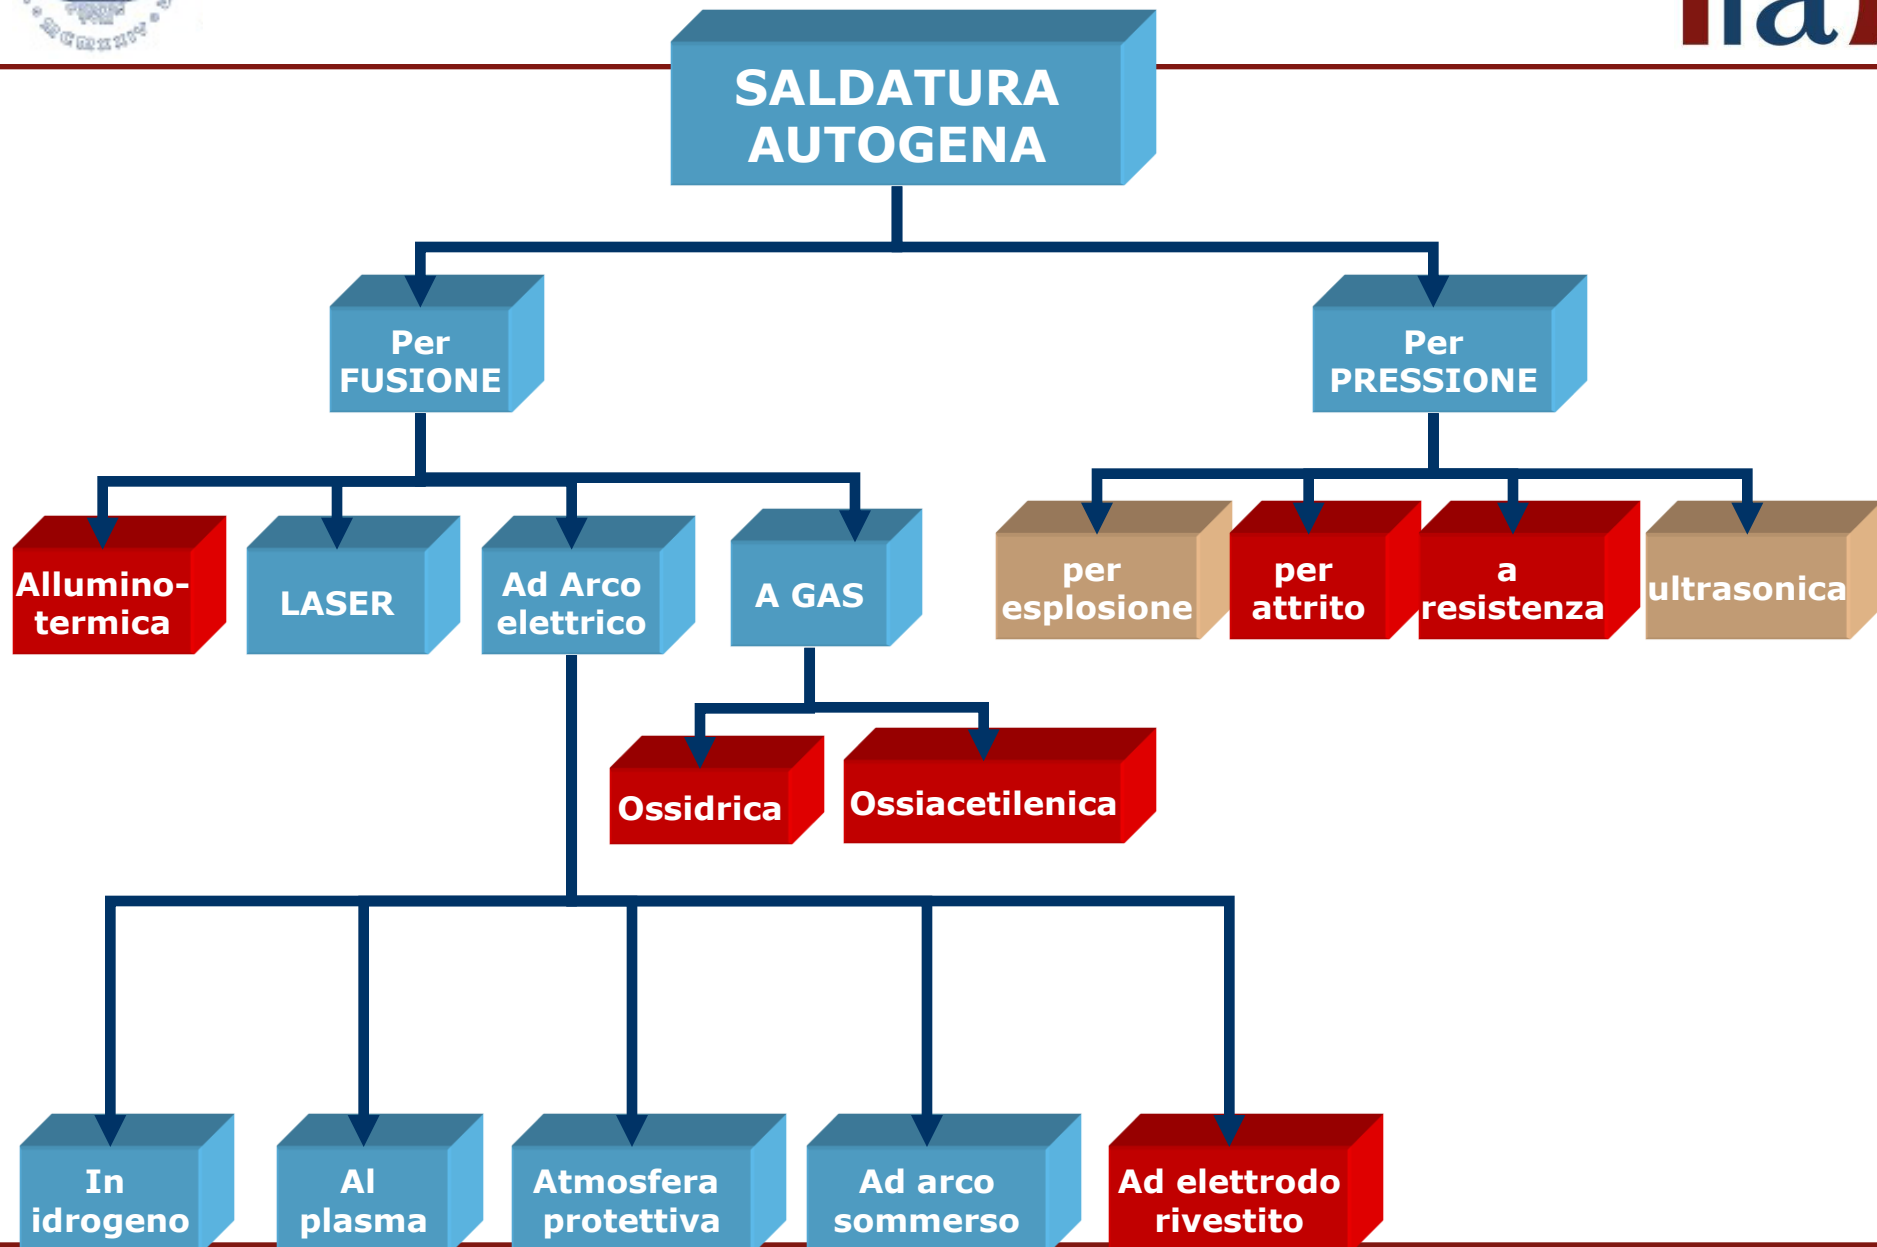 SALDATURA
AUTOGENA
Per
FUSIONE
Per
PRESSIONE
Allumino-
termica
LASER
Ad Arco
elettrico
A GAS
per
esplosione
per
attrito
a
resistenza
ultrasonica
Ossidrica
Ossiacetilenica
In
idrogeno
Al
plasma
Atmosfera
protettiva
Ad arco
sommerso
Ad elettrodo
rivestito